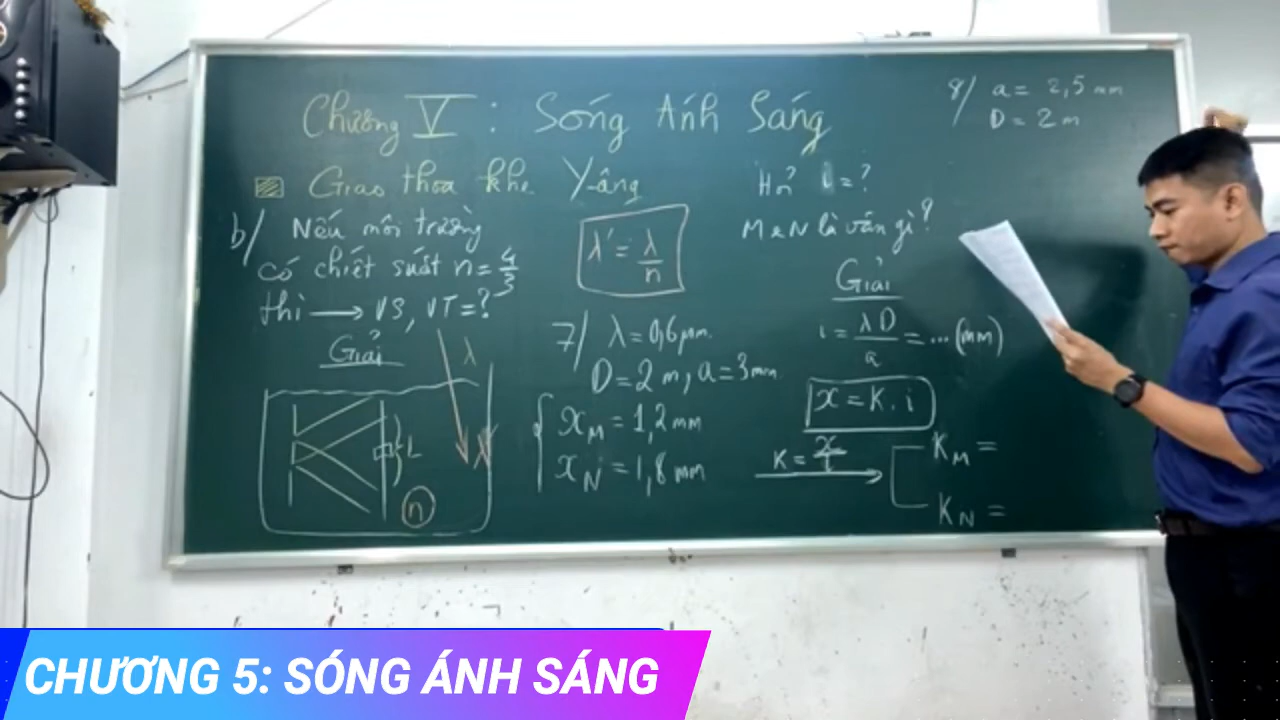 Chương V : Sóng Ánh Sáng
Giao thoa khe Y-âng
b/ Nếu môi trường
có chiết suất n = 4/3
thì → VS, VT = ?
Giải
λ
L
n
λ' = λ/n
7/ λ = 0,6 μm.
D = 2 m, a = 3 mm
x_M = 1,2 mm
x_N = 1,8 mm
i = ?
M & N là vân gì?
Giải
i = λD/a = ... (mm)
x = K.i
K = x/i
K_M =
K_N =
8/ a = 2,5 mm
D = 2 m
CHƯƠNG 5: SÓNG ÁNH SÁNG